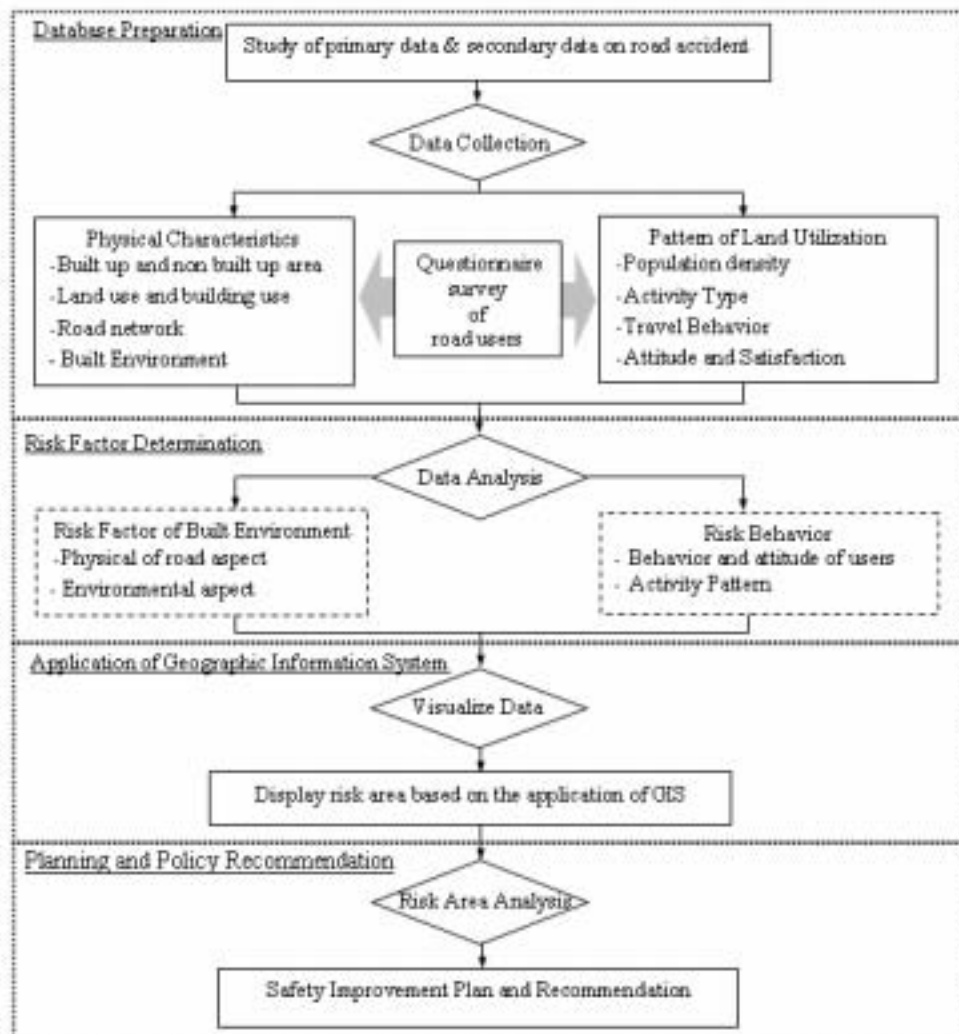 Database Preparation
Study of primary data & secondary data on road accident
Data Collection
Physical Characteristics
-Built up and non built up area
-Land use and building use
-Road network
- Built Environment
Questionnaire
survey
of
road users
Pattern of Land Utilization
-Population density
-Activity Type
-Travel Behavior
-Attitude and Satisfaction
Risk Factor Determination
Data Analysis
Risk Factor of Built Environment
-Physical of road aspect
- Environmental aspect
Risk Behavior
- Behavior and attitude of users
- Activity Pattern
Application of Geographic Information System
Visualize Data
Display risk area based on the application of GIS
Planning and Policy Recommendation
Risk Area Analysis
Safety Improvement Plan and Recommendation